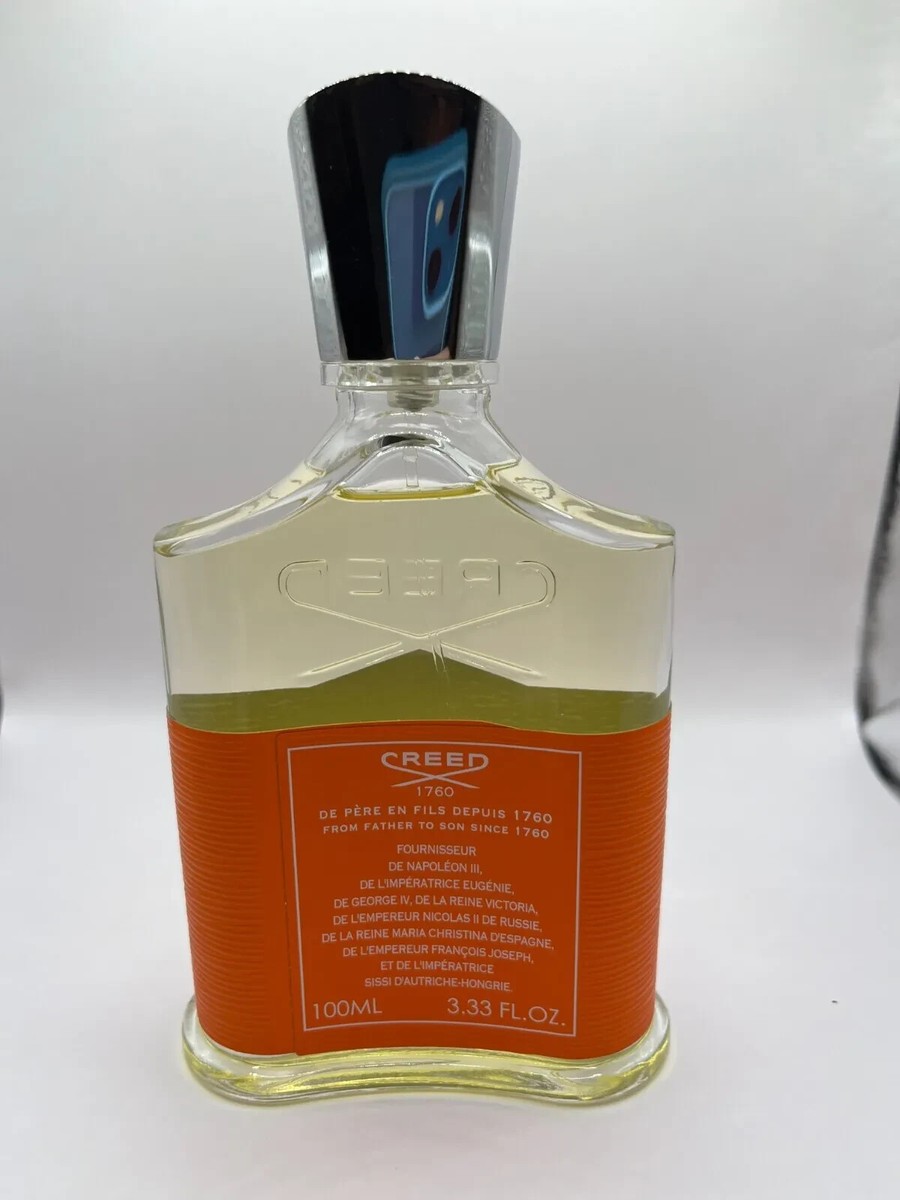 CREED
CREED
1760
DE PÈRE EN FILS DEPUIS 1760
FROM FATHER TO SON SINCE 1760
FOURNISSEUR
DE NAPOLÉON III,
DE L'IMPÉRATRICE EUGÉNIE,
DE GEORGE IV, DE LA REINE VICTORIA,
DE L'EMPEREUR NICOLAS II DE RUSSIE,
DE LA REINE MARIA CHRISTINA D'ESPAGNE,
DE L'EMPEREUR FRANÇOIS JOSEPH,
ET DE L'IMPÉRATRICE
SISSI D'AUTRICHE-HONGRIE.
100ML 3.33 FL.OZ.